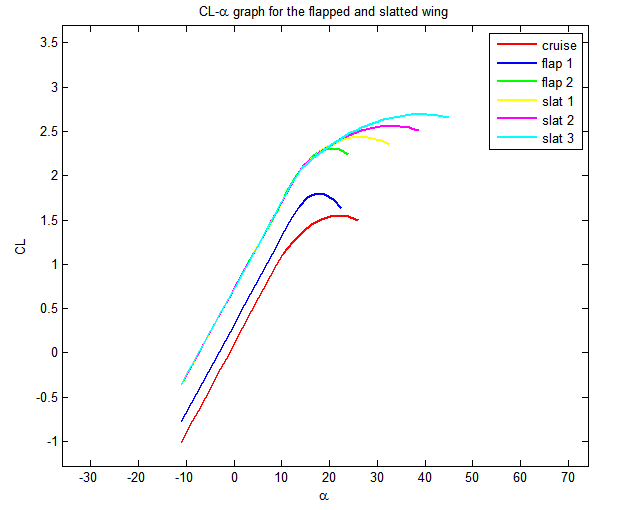 CL-α graph for the flapped and slatted wing
3.5
3
2.5
2
1.5
1
0.5
0
-0.5
-1
CL
-30 -20 -10 0 10 20 30 40 50 60 70
α
cruise
flap 1
flap 2
slat 1
slat 2
slat 3